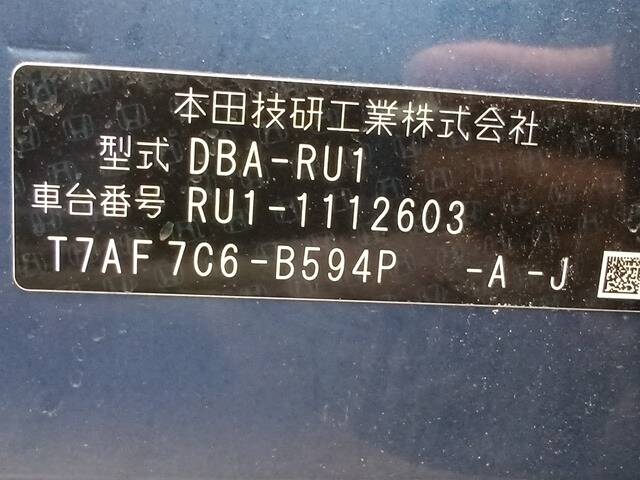 本田技研工業株式会社
型式 DBA-RU1
車台番号 RU1-1112603
T7AF7C6-B594P -A-J